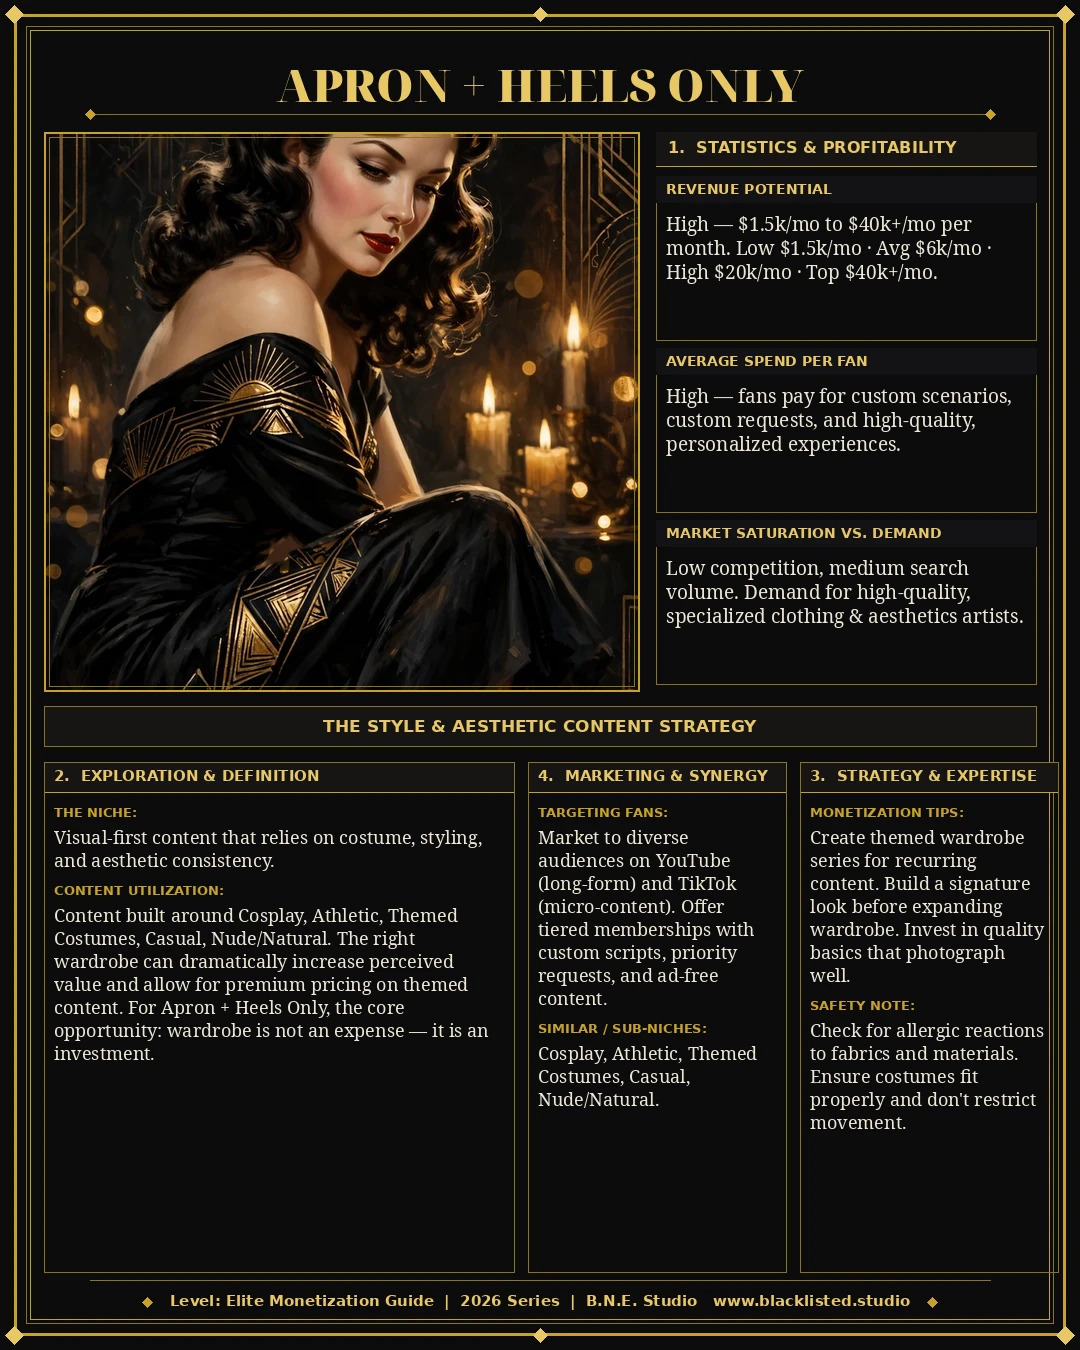 APRON + HEELS ONLY
1. STATISTICS & PROFITABILITY
REVENUE POTENTIAL
High — $1.5k/mo to $40k+/mo per
month. Low $1.5k/mo · Avg $6k/mo ·
High $20k/mo · Top $40k+/mo.
AVERAGE SPEND PER FAN
High — fans pay for custom scenarios,
custom requests, and high-quality,
personalized experiences.
MARKET SATURATION VS. DEMAND
Low competition, medium search
volume. Demand for high-quality,
specialized clothing & aesthetics artists.
THE STYLE & AESTHETIC CONTENT STRATEGY
2. EXPLORATION & DEFINITION
THE NICHE:
Visual-first content that relies on costume, styling,
and aesthetic consistency.
CONTENT UTILIZATION:
Content built around Cosplay, Athletic, Themed
Costumes, Casual, Nude/Natural. The right
wardrobe can dramatically increase perceived
value and allow for premium pricing on themed
content. For Apron + Heels Only, the core
opportunity: wardrobe is not an expense — it is an
investment.
4. MARKETING & SYNERGY
TARGETING FANS:
Market to diverse
audiences on YouTube
(long-form) and TikTok
(micro-content). Offer
tiered memberships with
custom scripts, priority
requests, and ad-free
content.
SIMILAR / SUB-NICHES:
Cosplay, Athletic, Themed
Costumes, Casual,
Nude/Natural.
3. STRATEGY & EXPERTISE
MONETIZATION TIPS:
Create themed wardrobe
series for recurring
content. Build a signature
look before expanding
wardrobe. Invest in quality
basics that photograph
well.
SAFETY NOTE:
Check for allergic reactions
to fabrics and materials.
Ensure costumes fit
properly and don't restrict
movement.
Level: Elite Monetization Guide | 2026 Series | B.N.E. Studio www.blacklisted.studio